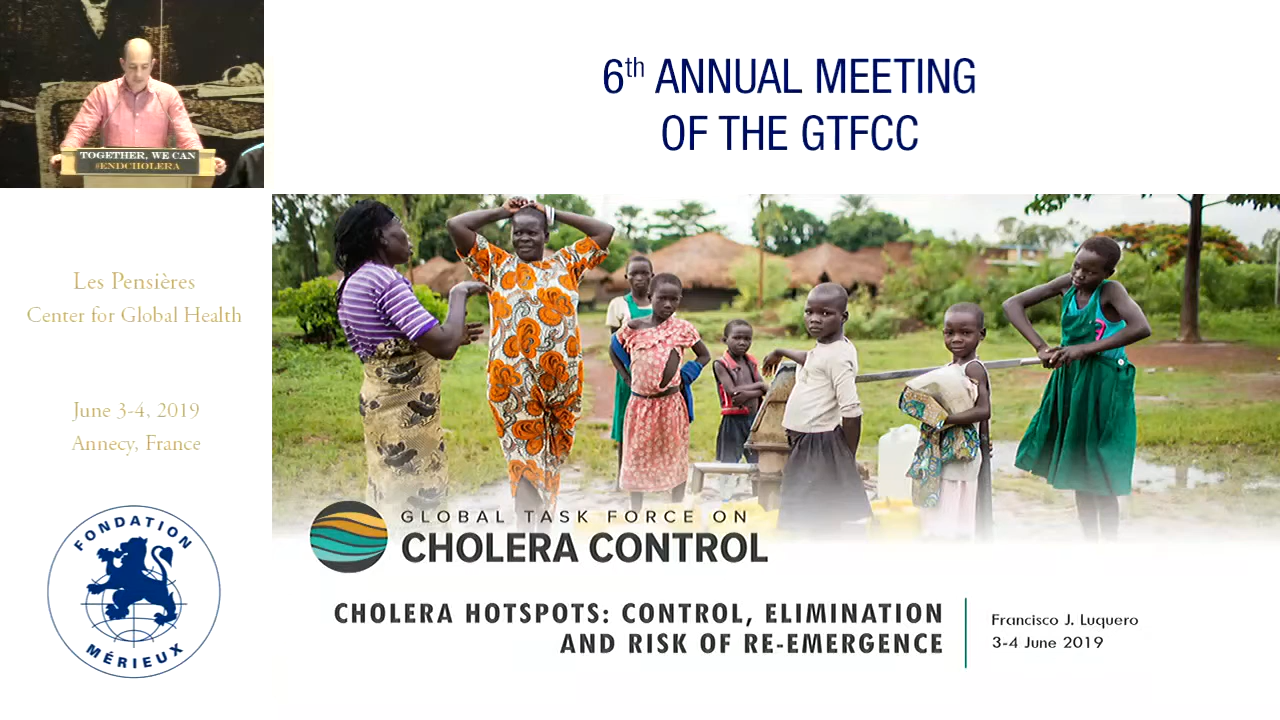 6th ANNUAL MEETING
OF THE GTFCC
TOGETHER, WE CAN
#ENDCHOLERA
Les Pensières
Center for Global Health
June 3-4, 2019
Annecy, France
FONDATION
MÉRIEUX
GLOBAL TASK FORCE ON
CHOLERA CONTROL
CHOLERA HOTSPOTS: CONTROL, ELIMINATION
AND RISK OF RE-EMERGENCE
Francisco J. Luquero
3-4 June 2019